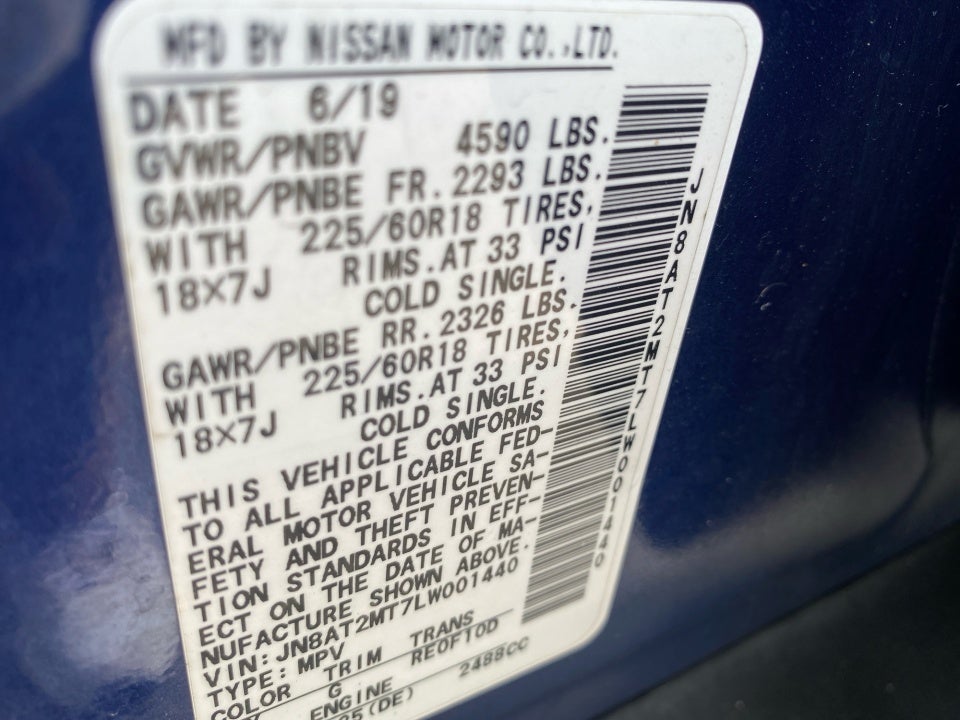 MFD BY NISSAN MOTOR CO.,LTD.
DATE 6/19
GVWR/PNBV 4590 LBS.
GAWR/PNBE FR. 2293 LBS.
WITH 225/60R18 TIRES,
18X7J RIMS.AT 33 PSI
COLD SINGLE.
GAWR/PNBE RR. 2326 LBS.
WITH 225/60R18 TIRES,
18X7J RIMS.AT 33 PSI
COLD SINGLE.
THIS VEHICLE CONFORMS
TO ALL APPLICABLE FED-
ERAL MOTOR VEHICLE SA-
FETY AND THEFT PREVEN-
TION STANDARDS IN EFF-
ECT ON THE DATE OF MA-
NUFACTURE SHOWN ABOVE.
VIN:JN8AT2MT7LW001440
TYPE:MPV
COLOR TRIM TRANS
G RE0F10D
ENGINE 2488CC
(DE)
JN8AT2MT7LW001440